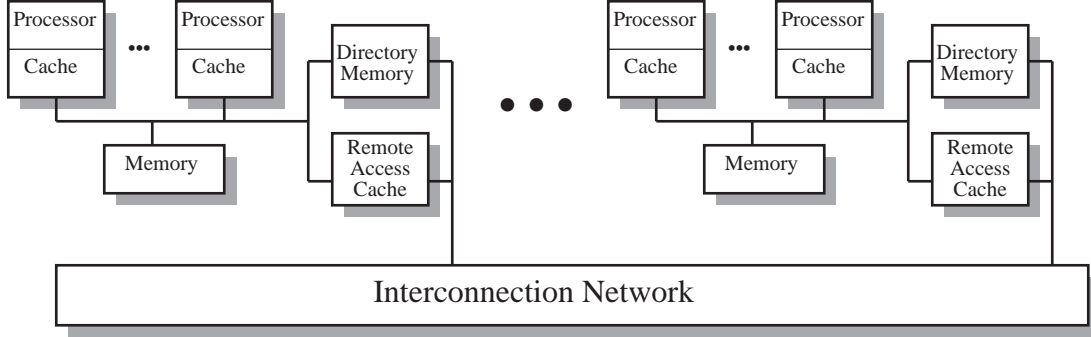 Processor
Cache
•••
Processor
Cache
Directory
Memory
Memory
Remote
Access
Cache
• • •
Processor
Cache
•••
Processor
Cache
Directory
Memory
Memory
Remote
Access
Cache
Interconnection Network